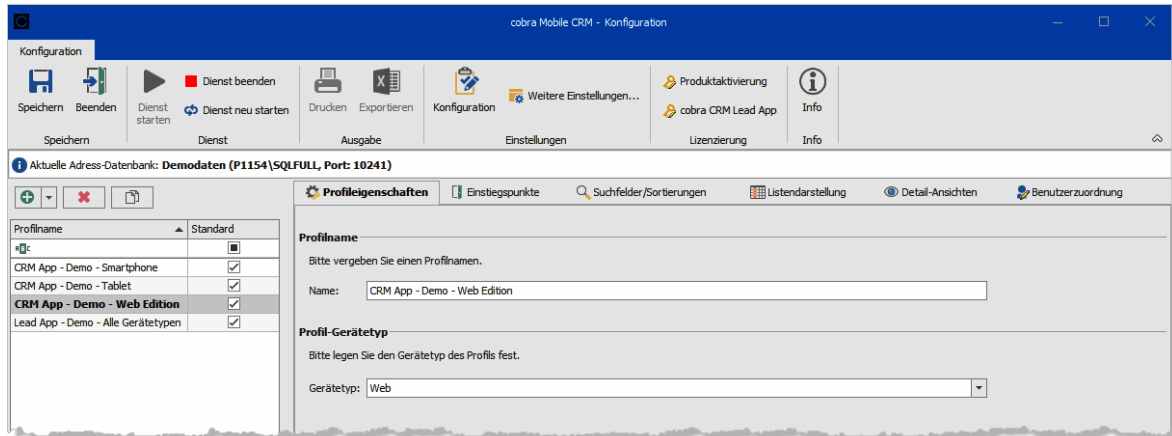 cobra Mobile CRM - Konfiguration
Konfiguration
Speichern Beenden Dienst starten Dienst beenden Dienst neu starten Drucken Exportieren Konfiguration Weitere Einstellungen... Produktaktivierung cobra CRM Lead App Info
Speichern Dienst Ausgabe Einstellungen Lizenzierung Info
Aktuelle Adress-Datenbank: Demodaten (P1154\SQLFULL, Port: 10241)
Profileigenschaften Einstiegspunkte Suchfelder/Sortierungen Listendarstellung Detail-Ansichten Benutzerzuordnung
Profilname Standard
CRM App - Demo - Smartphone
CRM App - Demo - Tablet
CRM App - Demo - Web Edition
Lead App - Demo - Alle Gerätetypen
Profilname
Bitte vergeben Sie einen Profilnamen.
Name: CRM App - Demo - Web Edition
Profil-Gerätetyp
Bitte legen Sie den Gerätetyp des Profils fest.
Gerätetyp: Web